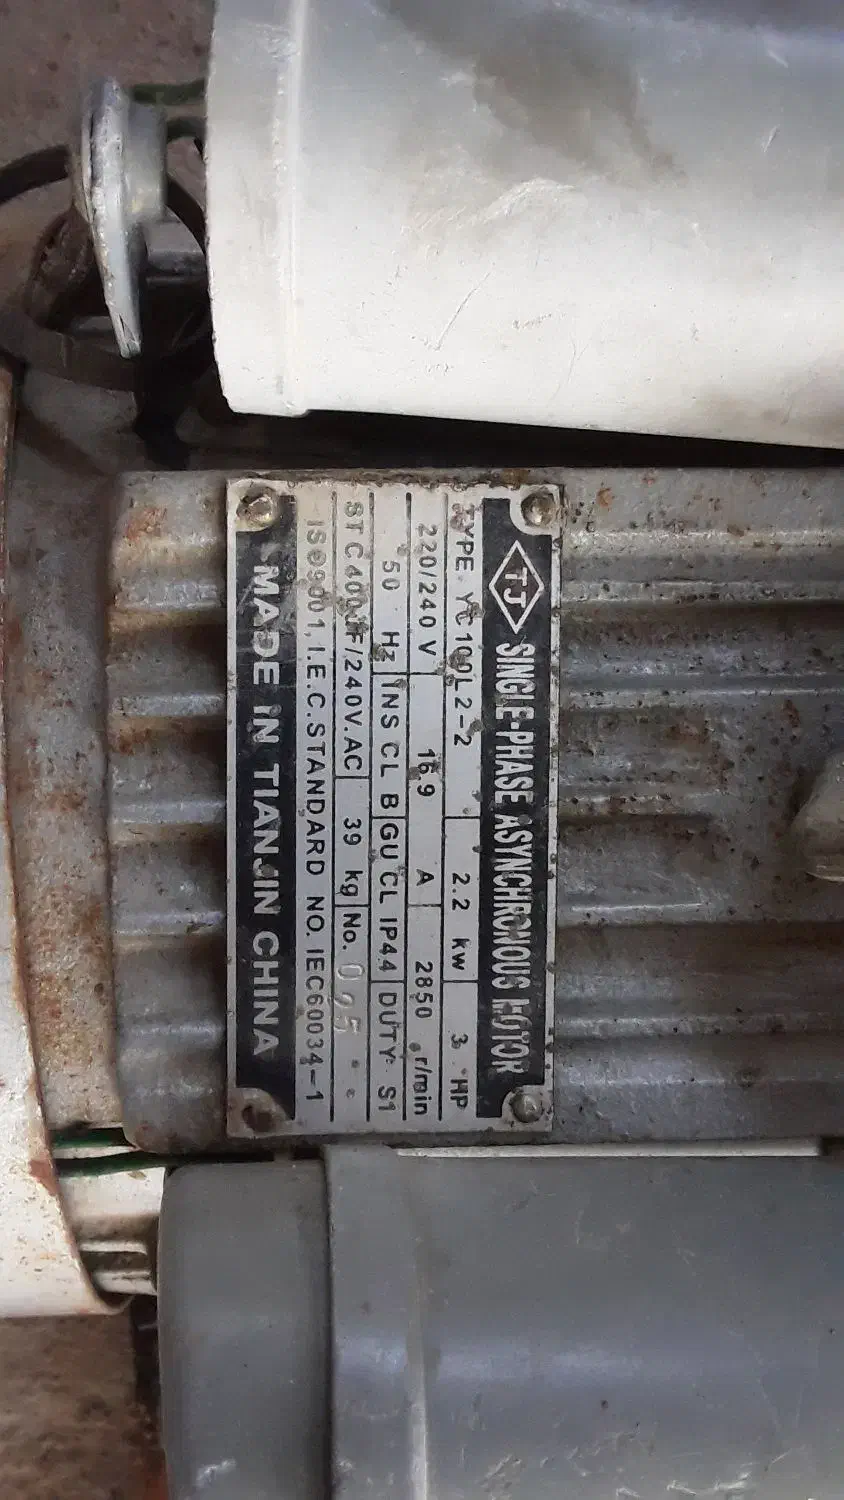 TJ SINGLE-PHASE ASYNCHRONOUS MOTOR
TYPE YC100L2-2 2.2 kw 3 HP
220/240 V 16.9 A 2850 r/min
50 Hz INS CL B GU CL IP44 DUTY S1
ST C 400µF/240V.AC 39 kg No.
ISO9001, I.E.C.STANDARD NO. IEC60034-1
MADE IN TIANJIN CHINA